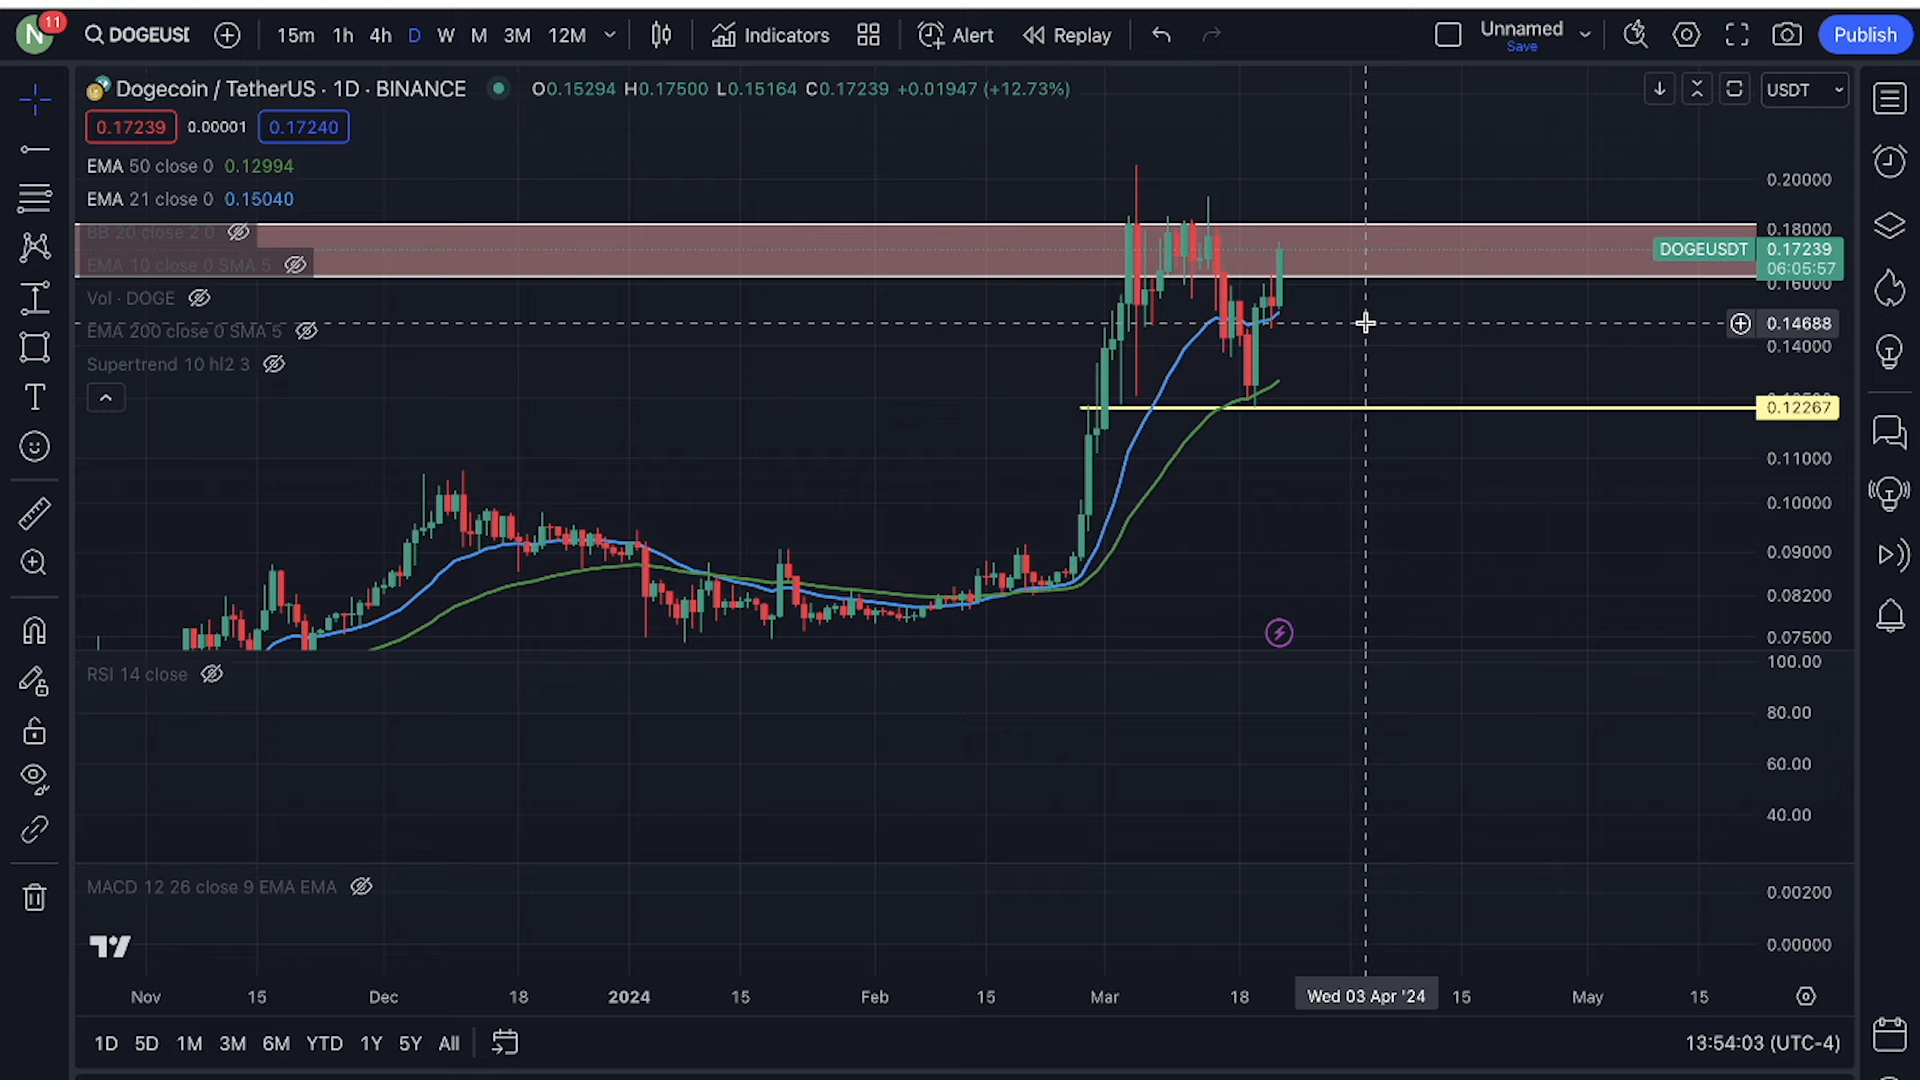 N 11 DOGEUSI 15m 1h 4h D W M 3M 12M Indicators Alert Replay Unnamed Save Publish
Dogecoin / TetherUS · 1D · BINANCE O0.15294 H0.17500 L0.15164 C0.17239 +0.01947 (+12.73%) USDT
0.17239 0.00001 0.17240
EMA 50 close 0 0.12994
EMA 21 close 0 0.15040
BB 20 close 2 0
EMA 10 close 0 SMA 5
Vol · DOGE
EMA 200 close 0 SMA 5
Supertrend 10 hl2 3
0.20000
0.18000
DOGEUSDT 0.17239
06:05:57
0.16000
0.14688
0.14000
0.12267
0.11000
0.10000
0.09000
0.08200
0.07500
RSI 14 close
100.00
80.00
60.00
40.00
MACD 12 26 close 9 EMA EMA
0.00200
0.00000
Nov 15 Dec 18 2024 15 Feb 15 Mar 18 Wed 03 Apr '24 15 May 15
1D 5D 1M 3M 6M YTD 1Y 5Y All 13:54:03 (UTC-4)